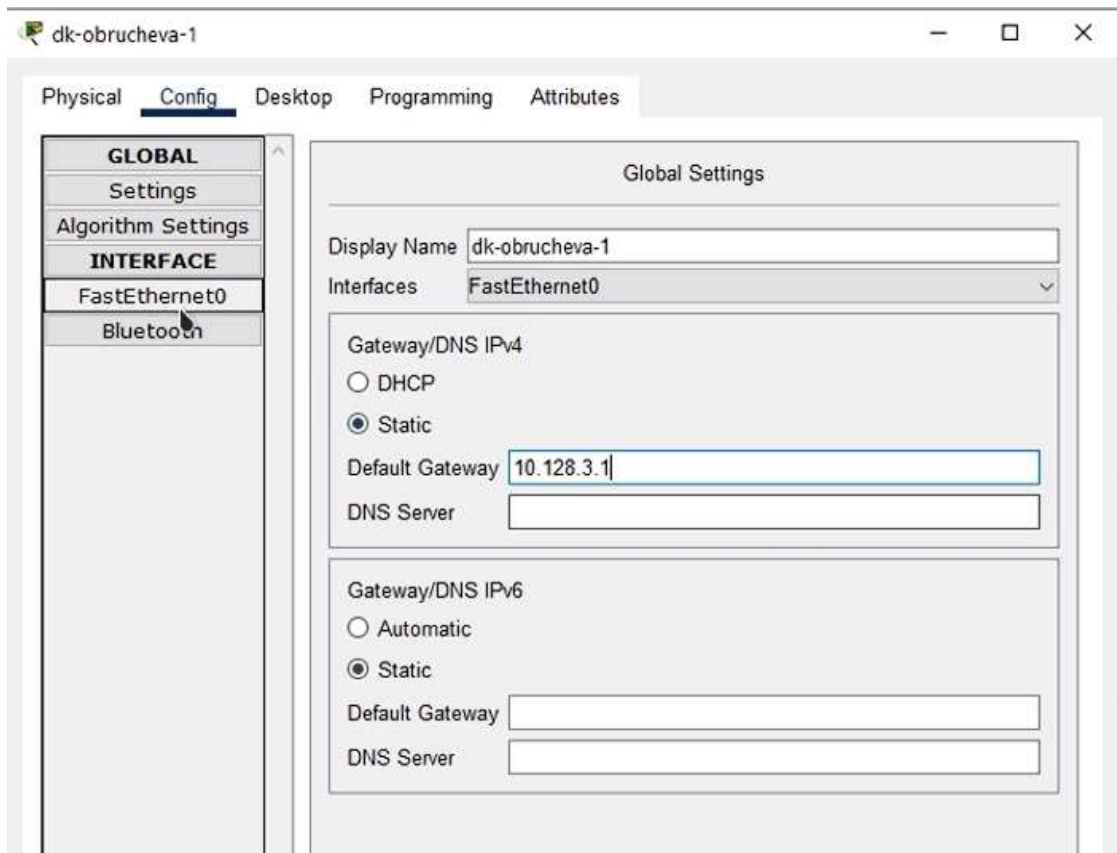 dk-obrucheva-1
Physical Config Desktop Programming Attributes
GLOBAL
Settings
Algorithm Settings
INTERFACE
FastEthernet0
Bluetooth
Global Settings
Display Name dk-obrucheva-1
Interfaces FastEthernet0
Gateway/DNS IPv4
DHCP
Static
Default Gateway 10.128.3.1
DNS Server
Gateway/DNS IPv6
Automatic
Static
Default Gateway
DNS Server